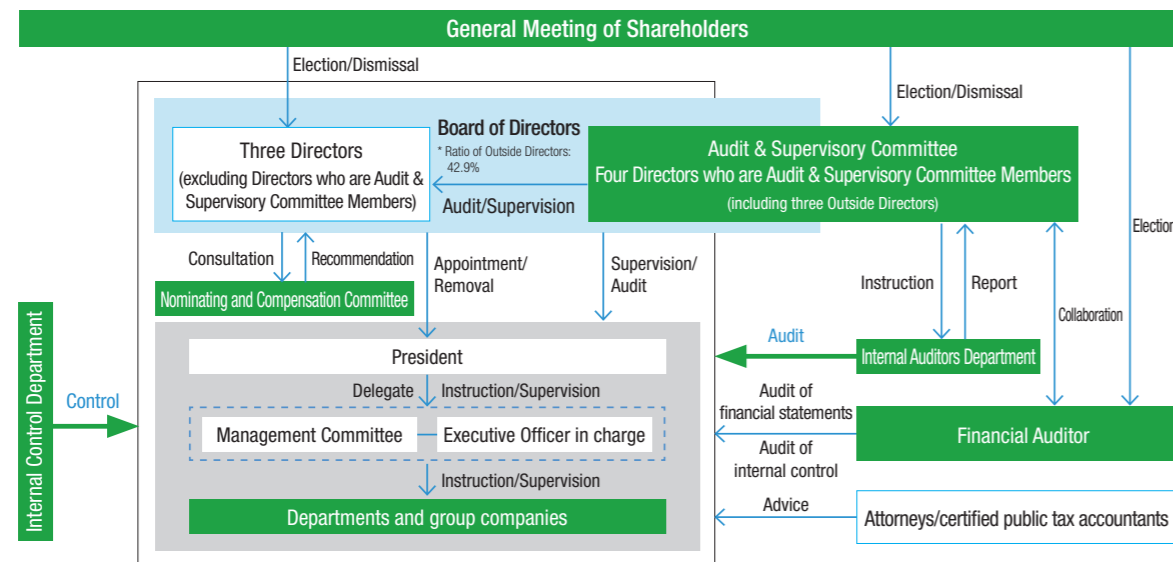 General Meeting of Shareholders
Election/Dismissal
Election/Dismissal
Election
Board of Directors
* Ratio of Outside Directors:
42.9%
Three Directors
(excluding Directors who are Audit &
Supervisory Committee Members)
Audit/Supervision
Audit & Supervisory Committee
Four Directors who are Audit & Supervisory Committee Members
(including three Outside Directors)
Consultation
Recommendation
Appointment/
Removal
Supervision/
Audit
Instruction
Report
Collaboration
Nominating and Compensation Committee
Internal Control Department
Control
President
Delegate
Instruction/Supervision
Management Committee
Executive Officer in charge
Instruction/Supervision
Departments and group companies
Audit
Internal Auditors Department
Audit of
financial statements
Audit of
internal control
Financial Auditor
Advice
Attorneys/certified public tax accountants